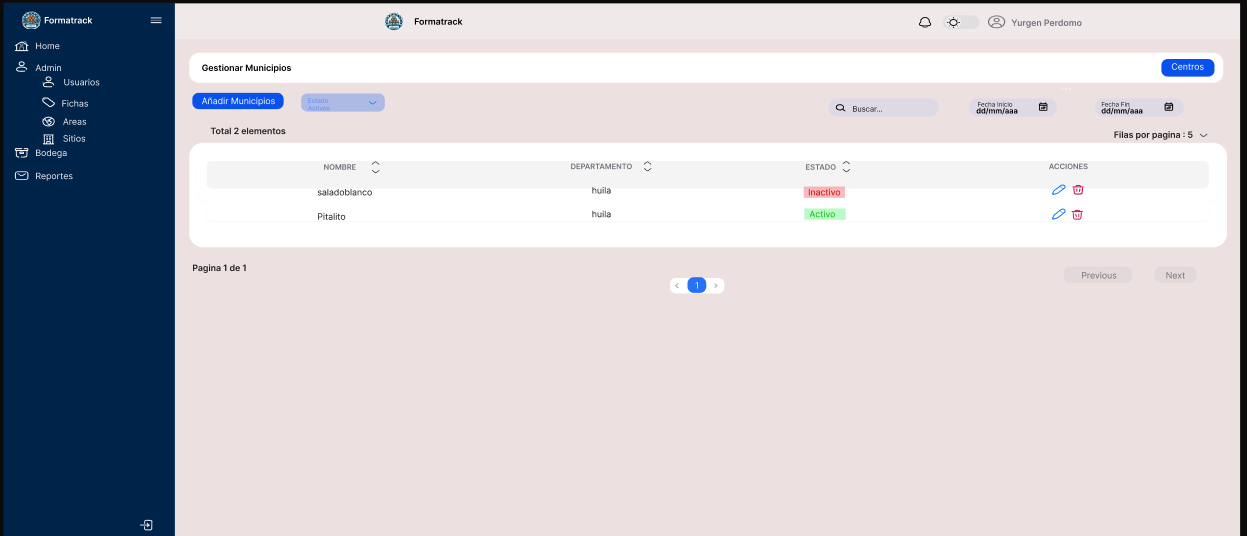 Formatrack
Home
Admin
Usuarios
Fichas
Areas
Sitios
Bodega
Reportes
Formatrack
Yurgen Perdomo
Gestionar Municipios
Centros
Añadir Municipios
Estado
Activos
Buscar...
Fecha Inicio
dd/mm/aaa
Fecha Fin
dd/mm/aaa
Total 2 elementos
Filas por pagina : 5
NOMBRE DEPARTAMENTO ESTADO ACCIONES
saladoblanco huila Inactivo
Pitalito huila Activo
Pagina 1 de 1
< 1 >
Previous Next